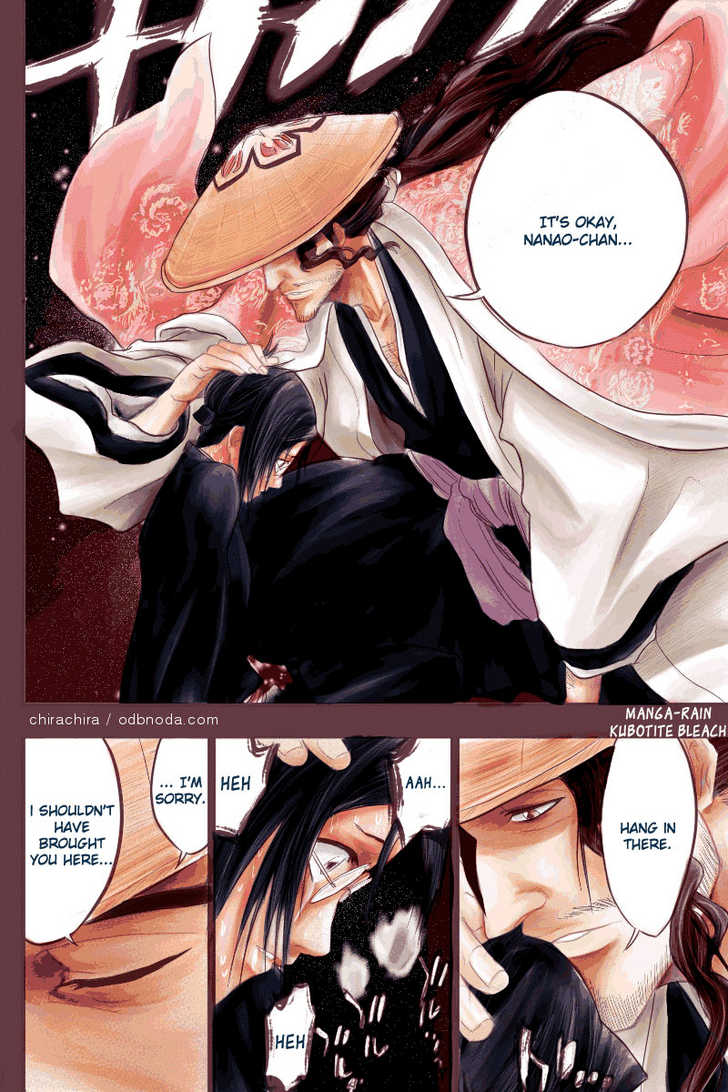 IT'S OKAY,
NANAO-CHAN...
chirachira / odbnoda.com
MANGA-RAIN
KUBOTITE BLEACH
HANG IN
THERE.
AAH...
HEH
HEH
... I'M
SORRY.
I SHOULDN'T
HAVE
BROUGHT
YOU HERE...